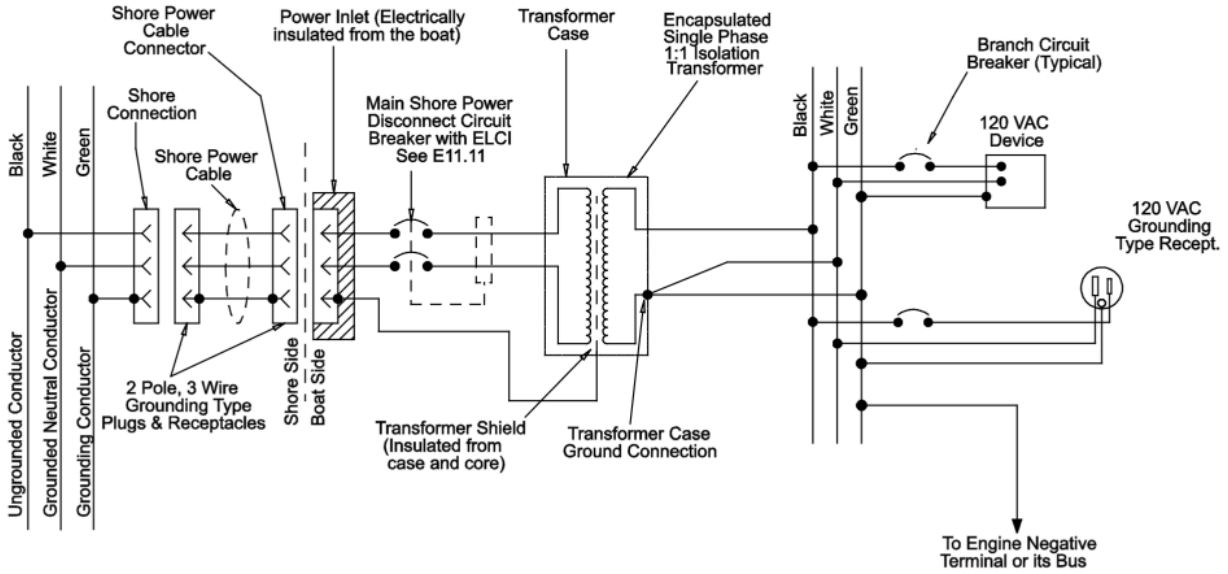 Shore Power
Cable
Connector
Power Inlet (Electrically
insulated from the boat)
Transformer
Case
Encapsulated
Single Phase
1:1 Isolation
Transformer
Branch Circuit
Breaker (Typical)
Shore
Connection
Shore Power
Cable
Main Shore Power
Disconnect Circuit
Breaker with ELCI
See E11.11
Black
White
Green
Black
White
Green
120 VAC
Device
120 VAC
Grounding
Type Recept.
Ungrounded Conductor
Grounded Neutral Conductor
Grounding Conductor
2 Pole, 3 Wire
Grounding Type
Plugs & Receptacles
Shore Side
Boat Side
Transformer Shield
(Insulated from
case and core)
Transformer Case
Ground Connection
To Engine Negative
Terminal or its Bus